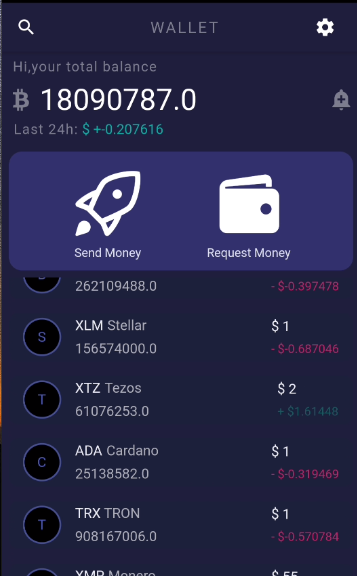 WALLET
Hi,your total balance
18090787.0
Last 24h: $ +-0.207616
Send Money
Request Money
262109488.0
- $-0.397478
S
XLM Stellar
$ 1
156574000.0
- $-0.687046
T
XTZ Tezos
$ 2
61076253.0
+ $1.61448
C
ADA Cardano
$ 1
25138582.0
- $-0.319469
T
TRX TRON
$ 1
908167006.0
- $-0.570784
XMR Monero
$ 55